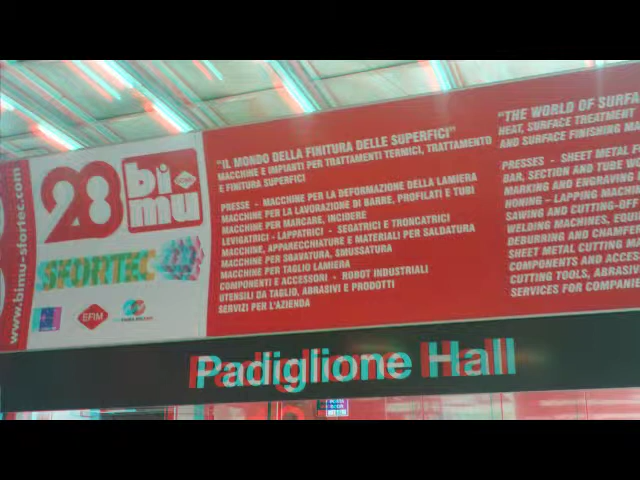 www.bimu-sfortec.com
28
bi
mu
SFORTEC
EFIM
"IL MONDO DELLA FINITURA DELLE SUPERFICI"
MACCHINE E IMPIANTI PER TRATTAMENTI TERMICI, TRATTAMENTO
E FINITURA SUPERFICI
PRESSE - MACCHINE PER LA DEFORMAZIONE DELLA LAMIERA
MACCHINE PER LA LAVORAZIONE DI BARRE, PROFILATI E TUBI
MACCHINE PER MARCARE, INCIDERE
LEVIGATRICI - LAPPATRICI - SEGATRICI E TRONCATRICI
MACCHINE, APPARECCHIATURE E MATERIALI PER SALDATURA
MACCHINE PER SBAVATURA, SMUSSATURA
MACCHINE PER TAGLIO LAMIERA
COMPONENTI E ACCESSORI - ROBOT INDUSTRIALI
UTENSILI DA TAGLIO, ABRASIVI E PRODOTTI
SERVIZI PER L'AZIENDA
"THE WORLD OF SURFA
HEAT, SURFACE TREATMENT
AND SURFACE FINISHING MA
PRESSES - SHEET METAL F
BAR, SECTION AND TUBE W
MARKING AND ENGRAVING
HONING - LAPPING MACHI
SAWING AND CUTTING-OFF
WELDING MACHINES, EQU
DEBURRING AND CHAMFER
SHEET METAL CUTTING M
COMPONENTS AND ACCES
CUTTING TOOLS, ABRASI
SERVICES FOR COMPANIE
Padiglione Hall